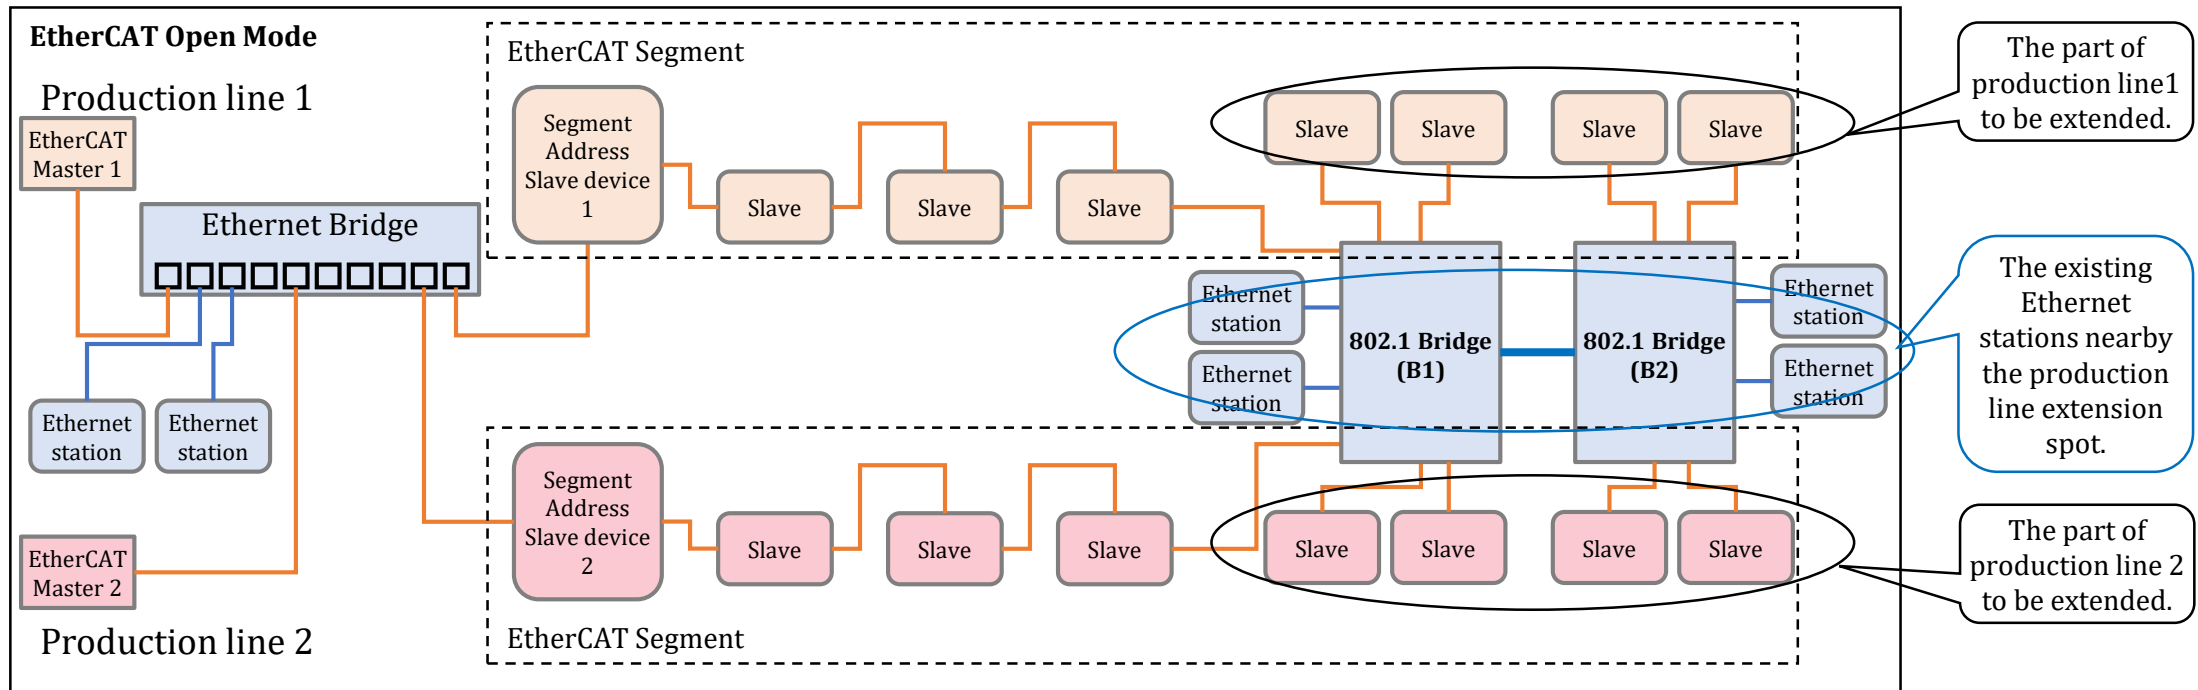 EtherCAT Open Mode
Production line 1
EtherCAT
Master 1
Ethernet Bridge
Ethernet
station
Ethernet
station
EtherCAT
Master 2
Production line 2
EtherCAT Segment
Segment
Address
Slave device
1
Slave
Slave
Slave
Slave
Slave
Slave
Slave
The part of
production line1
to be extended.
Ethernet
station
Ethernet
station
802.1 Bridge
(B1)
802.1 Bridge
(B2)
Ethernet
station
Ethernet
station
The existing
Ethernet
stations nearby
the production
line extension
spot.
Segment
Address
Slave device
2
Slave
Slave
Slave
Slave
Slave
Slave
Slave
EtherCAT Segment
The part of
production line 2
to be extended.